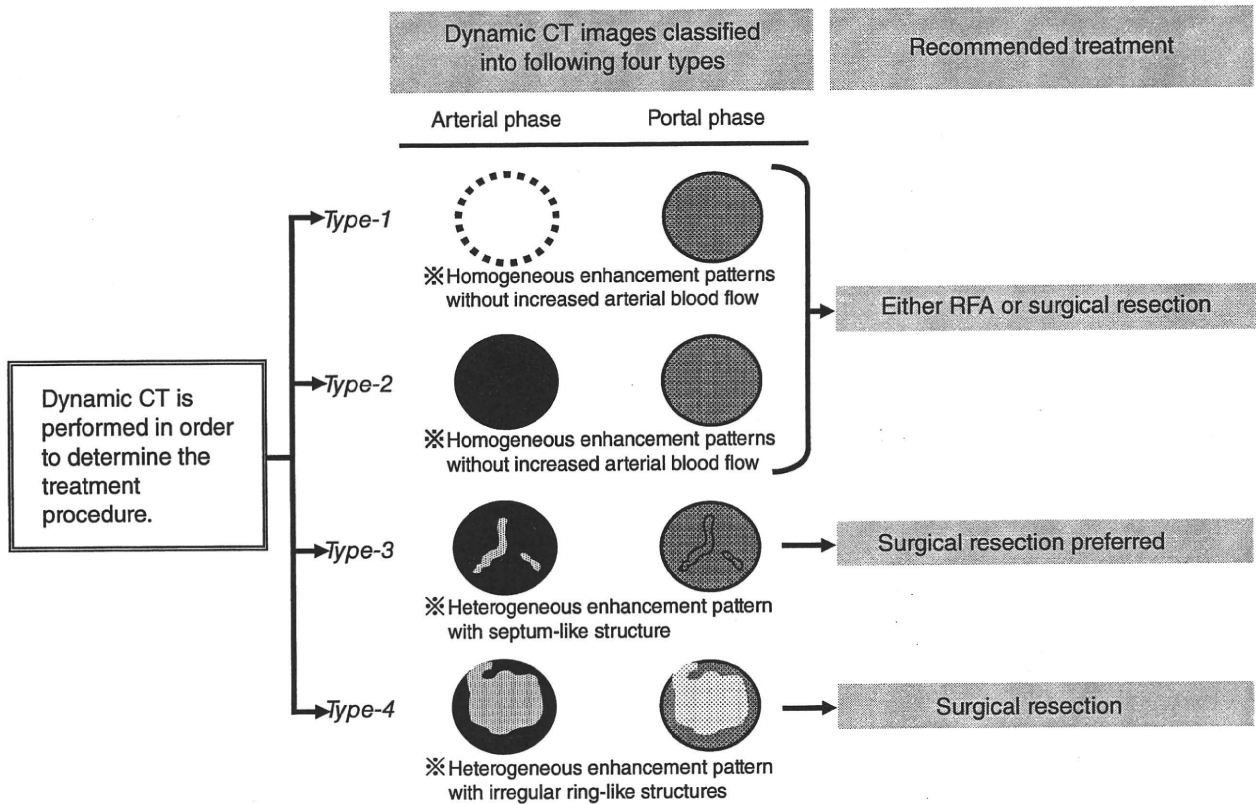 Dynamic CT images classified
into following four types
Recommended treatment
Arterial phase
Portal phase
Type-1
※Homogeneous enhancement patterns
without increased arterial blood flow
Either RFA or surgical resection
Type-2
※Homogeneous enhancement patterns
without increased arterial blood flow
Dynamic CT is
performed in order
to determine the
treatment
procedure.
Type-3
※Heterogeneous enhancement pattern
with septum-like structure
Surgical resection preferred
Type-4
※Heterogeneous enhancement pattern
with irregular ring-like structures
Surgical resection